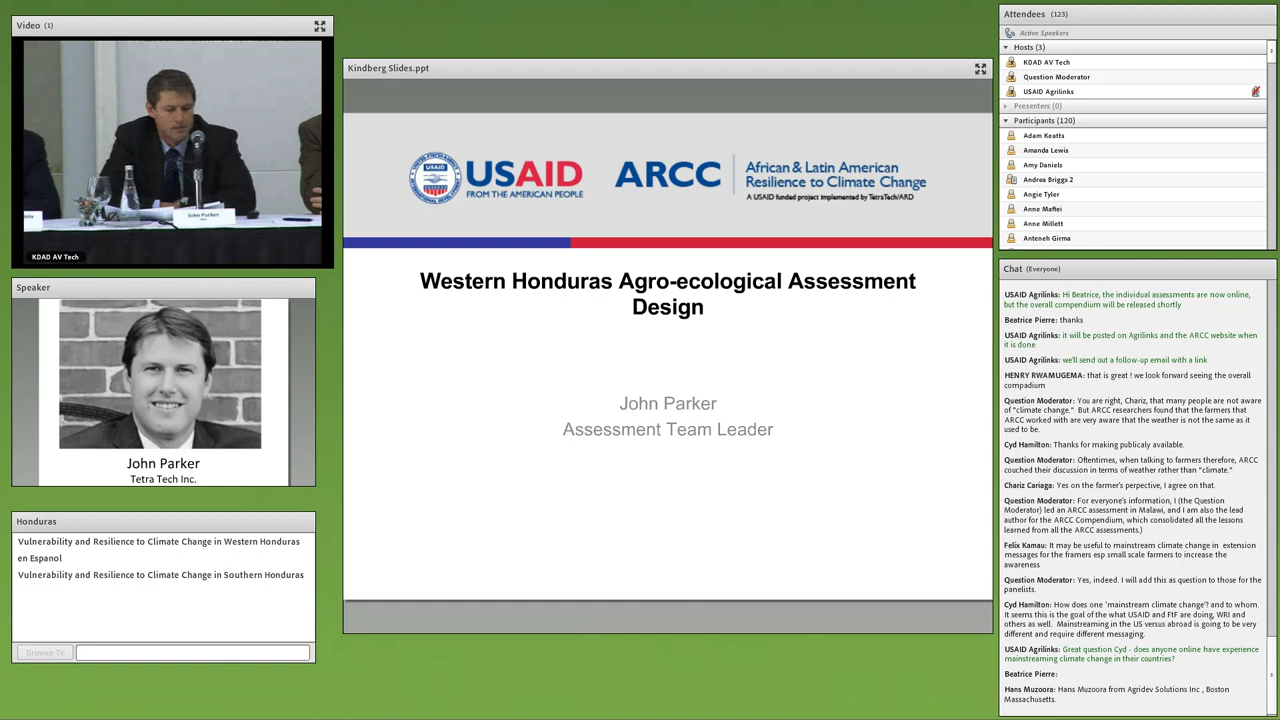 Video (1)
John Parker
KDAD AV Tech
Speaker
John Parker
Tetra Tech Inc.
Honduras
Vulnerability and Resilience to Climate Change in Western Honduras
en Espanol
Vulnerability and Resilience to Climate Change in Southern Honduras
Browse To
Kindberg Slides.ppt
USAID
USAID
FROM THE AMERICAN PEOPLE
ARCC
African & Latin American
Resilience to Climate Change
A USAID funded project implemented by TetraTech/ARD
Western Honduras Agro-ecological Assessment
Design
John Parker
Assessment Team Leader
Attendees (123)
Active Speakers
Hosts (3)
KDAD AV Tech
Question Moderator
USAID Agrilinks
Presenters (0)
Participants (120)
Adam Keatts
Amanda Lewis
Amy Daniels
Andrea Briggs 2
Angie Tyler
Anne Maftei
Anne Millett
Anteneh Girma
Chat (Everyone)
USAID Agrilinks: Hi Beatrice, the individual assessments are now online,
but the overall compendium will be released shortly
Beatrice Pierre: thanks
USAID Agrilinks: it will be posted on Agrilinks and the ARCC website when
it is done
USAID Agrilinks: we'll send out a follow-up email with a link
HENRY RWAMUGEMA: that is great ! we look forward seeing the overall
compadium
Question Moderator: You are right, Chariz, that many people are not aware
of "climate change."  But ARCC researchers found that the farmers that
ARCC worked with are very aware that the weather is not the same as it
used to be.
Cyd Hamilton: Thanks for making publicaly available.
Question Moderator: Oftentimes, when talking to farmers therefore, ARCC
couched their discussion in terms of weather rather than "climate."
Chariz Cariaga: Yes on the farmer's perpective, I agree on that.
Question Moderator: For everyone's information, I (the Question
Moderator) led an ARCC assessment in Malawi, and I am also the lead
author for the ARCC Compendium, which consolidated all the lessons
learned from all the ARCC assessments.)
Felix Kamau: It may be useful to mainstream climate change in  extension
messages for the framers esp small scale farmers to increase the
awareness
Question Moderator: Yes, indeed. I will add this as question to those for the
panelists.
Cyd Hamilton: How does one 'mainstream climate change'? and to whom.
It seems this is the goal of the what USAID and FtF are doing, WRI and
others as well.  Mainstreaming in the US versus abroad is going to be very
different and require different messaging.
USAID Agrilinks: Great question Cyd - does anyone online have experience
mainstreaming climate change in their countries?
Beatrice Pierre:
Hans Muzoora: Hans Muzoora from Agridev Solutions Inc , Boston
Massachusetts.